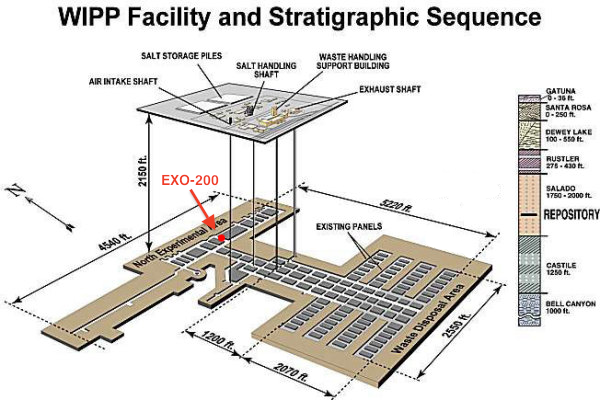 WIPP Facility and Stratigraphic Sequence
SALT STORAGE PILES
SALT HANDLING
SHAFT
WASTE HANDLING
SUPPORT BUILDING
AIR INTAKE SHAFT
EXHAUST SHAFT
GATUNA
0 - 35 ft.
SANTA ROSA
0 - 250 ft.
DEWEY LAKE
100 - 550 ft.
RUSTLER
275 - 430 ft.
SALADO
1750 - 2000 ft.
REPOSITORY
CASTILE
1250 ft.
BELL CANYON
1000 ft.
2150 ft.
EXO-200
N
4540 ft.
North Experimental Area
5220 ft.
EXISTING PANELS
Waste Disposal Area
1200 ft.
2070 ft.
2550 ft.